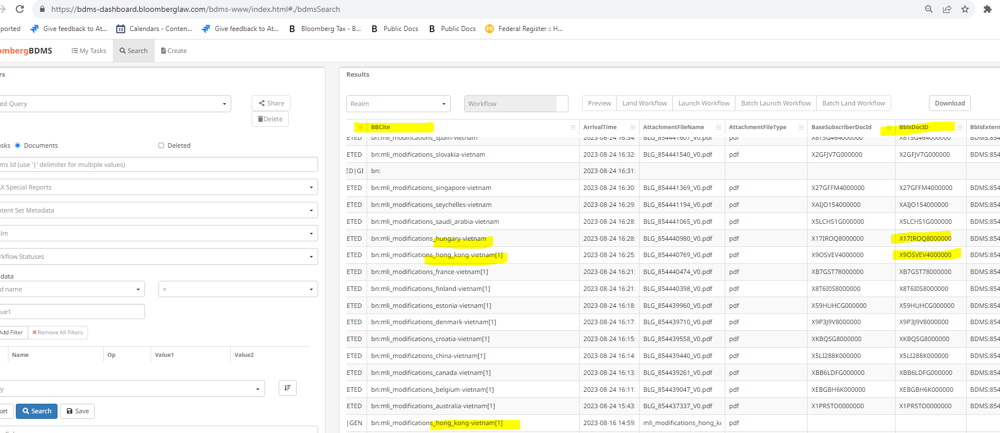 https://bdms-dashboard.bloomberglaw.com/bdms-www/index.html#./bdmsSearch
ported Give feedback to At... 10 Calendars - Conten... Give feedback to At... B Bloomberg Tax - B... B Public Docs B Public Docs FR Federal Register :: H...
ombergBDMS My Tasks Search Create
rs
ed Query
Share
Delete
asks Documents Deleted
ms Id (use '|' delimiter for multiple values)
AX Special Reports
ntent Set Metadata
alm
rkflow Statuses
data
d name =
ue1
Add Filter Remove All Filters
Name Op Value1 Value2
y
set Search Save
Results
Realm Workflow Preview Land Workflow Launch Workflow Batch Launch Workflow Batch Land Workflow Download
BBCite ArrivalTime AttachmentFileName AttachmentFileType BaseSubscriberDocId BblsDocID BblsExtern
ETED bn:mli_modifications_spain-vietnam 2023-08-24 16:34: BLG_854441607_V0.pdf pdf X81SG464000000 X81SG464000000 BDMS:854
ETED bn:mli_modifications_slovakia-vietnam 2023-08-24 16:32: BLG_854441540_V0.pdf pdf X2GFJV7G000000 X2GFJV7G000000 BDMS:854
ED|GE bn: 2023-08-24 16:31:
ETED bn:mli_modifications_singapore-vietnam 2023-08-24 16:30: BLG_854441369_V0.pdf pdf X27GFFM4000000 X27GFFM4000000 BDMS:854
ETED bn:mli_modifications_seychelles-vietnam 2023-08-24 16:29: BLG_854441194_V0.pdf pdf XAIJO154000000 XAIJO154000000 BDMS:854
ETED bn:mli_modifications_saudi_arabia-vietnam 2023-08-24 16:28: BLG_854441065_V0.pdf pdf X5LCHS1G000000 X5LCHS1G000000 BDMS:854
ETED bn:mli_modifications_hungary-vietnam 2023-08-24 16:28: BLG_854440980_V0.pdf pdf X17IROQ8000000 X17IROQ8000000 BDMS:854
ETED bn:mli_modifications_hong_kong-vietnam[1] 2023-08-24 16:25: BLG_854440769_V0.pdf pdf X9OSVEV4000000 X9OSVEV4000000 BDMS:854
ETED bn:mli_modifications_france-vietnam[1] 2023-08-24 16:21: BLG_854440474_V0.pdf pdf XB7GST78000000 XB7GST78000000 BDMS:854
ETED bn:mli_modifications_finland-vietnam[1] 2023-08-24 16:21: BLG_854440398_V0.pdf pdf X8T6I0S8000000 X8T6I0S8000000 BDMS:854
ETED bn:mli_modifications_estonia-vietnam[1] 2023-08-24 16:18: BLG_854439960_V0.pdf pdf X59HUHCG000000 X59HUHCG000000 BDMS:854
ETED bn:mli_modifications_denmark-vietnam[1] 2023-08-24 16:17: BLG_854439710_V0.pdf pdf X9P3J9V8000000 X9P3J9V8000000 BDMS:854
ETED bn:mli_modifications_croatia-vietnam[1] 2023-08-24 16:15: BLG_854439558_V0.pdf pdf XKBQSG8000000 XKBQSG8000000 BDMS:854
ETED bn:mli_modifications_china-vietnam[1] 2023-08-24 16:14: BLG_854439440_V0.pdf pdf X5LI288K000000 X5LI288K000000 BDMS:854
ETED bn:mli_modifications_canada-vietnam[1] 2023-08-24 16:13: BLG_854439261_V0.pdf pdf XBB6LDFG000000 XBB6LDFG000000 BDMS:854
ETED bn:mli_modifications_belgium-vietnam[1] 2023-08-24 16:11: BLG_854439047_V0.pdf pdf XEBGBH6K000000 XEBGBH6K000000 BDMS:854
ETED bn:mli_modifications_australia-vietnam[1] 2023-08-24 15:43: BLG_854437337_V0.pdf pdf X1PR5TO0000000 X1PR5TO0000000 BDMS:854
|GEN bn:mli_modifications_hong_kong-vietnam[1] 2023-08-16 14:59: mli_modifications_hong_k pdf